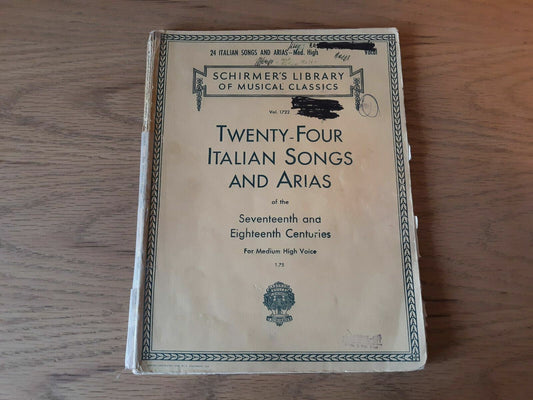 24 ITALIAN SONGS AND ARIAS—Med. High Vocal
SCHIRMER'S LIBRARY
OF MUSICAL CLASSICS
Vol. 1722
TWENTY-FOUR
ITALIAN SONGS
AND ARIAS
of the
Seventeenth and
Eighteenth Centuries
For Medium High Voice
1.75